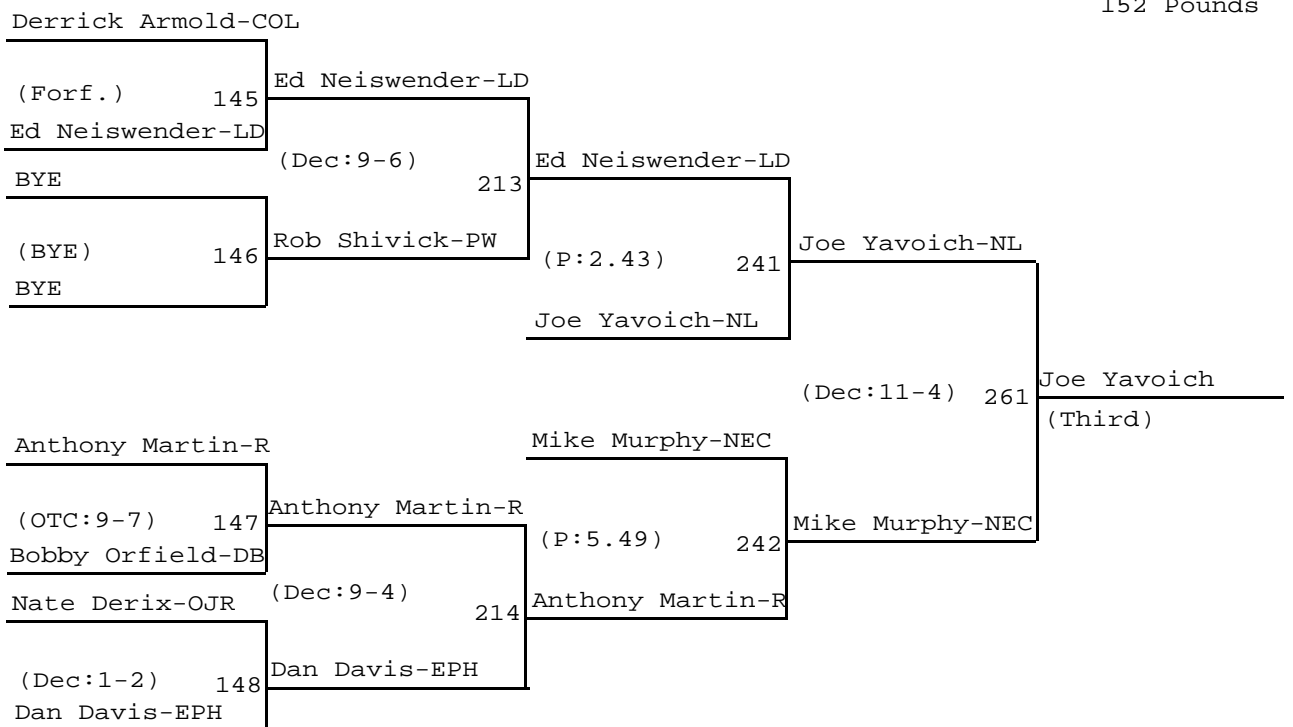 152 Pounds
Derrick Armold-COL
(Forf.) 145
Ed Neiswender-LD
Ed Neiswender-LD
(Dec:9-6) 213
BYE
(BYE) 146
BYE
Rob Shivick-PW
Ed Neiswender-LD
(P:2.43) 241
Joe Yavoich-NL
Joe Yavoich-NL
(Dec:11-4) 261
Joe Yavoich
(Third)
Anthony Martin-R
(OTC:9-7) 147
Bobby Orfield-DB
Anthony Martin-R
(Dec:9-4) 214
Nate Derix-OJR
(Dec:1-2) 148
Dan Davis-EPH
Dan Davis-EPH
Mike Murphy-NEC
(P:5.49) 242
Anthony Martin-R
Mike Murphy-NEC